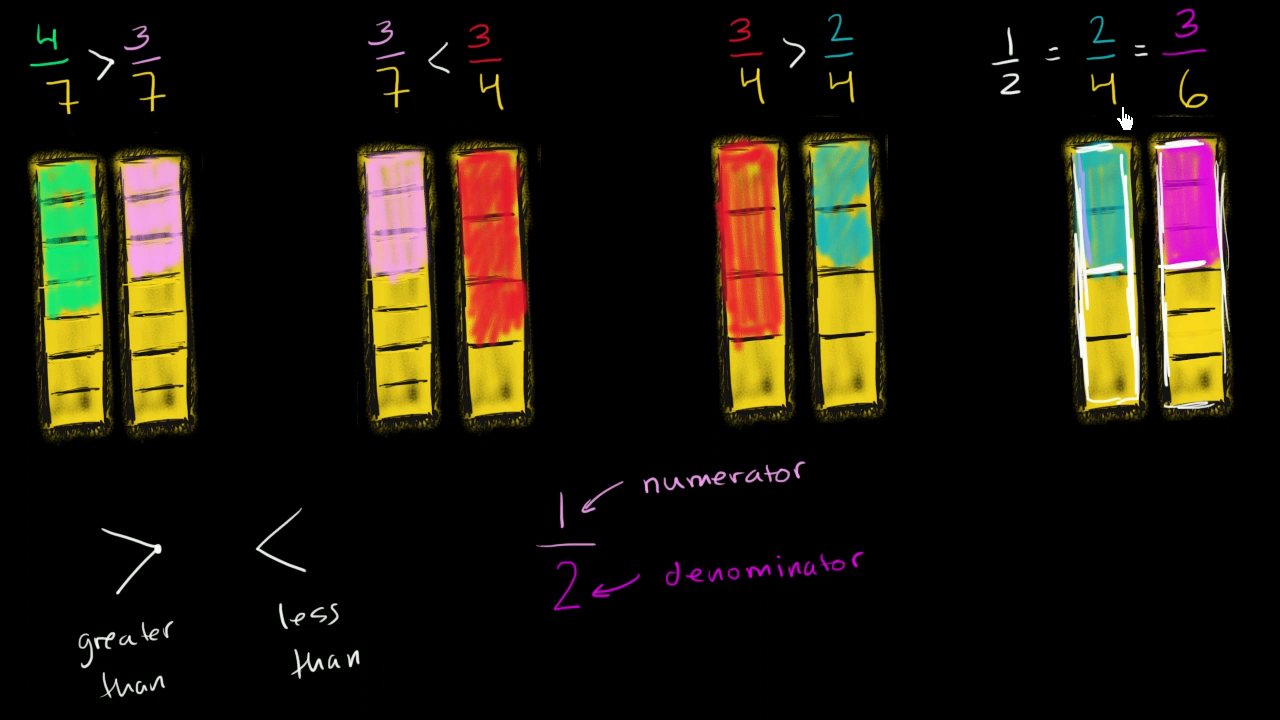 4/7 > 3/7
3/7 < 3/4
3/4 > 2/4
1/2 = 2/4 = 3/6
> <
greater than
less than
1/2
numerator
denominator